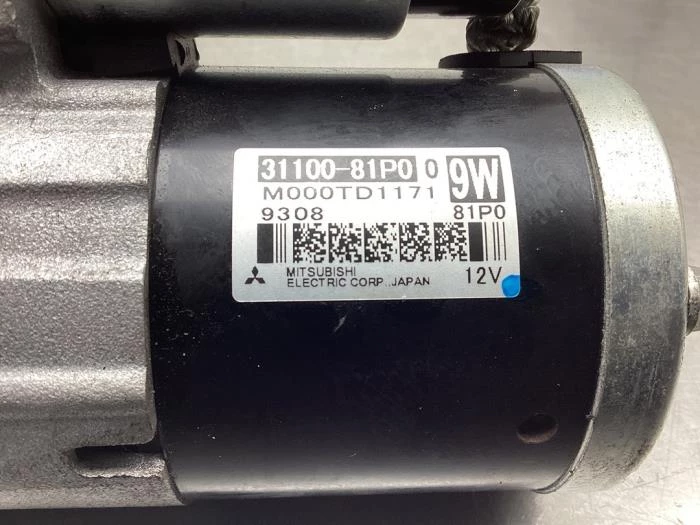 31100-81P0 0 9W
M000TD1171
9308 81P0
MITSUBISHI
ELECTRIC CORP.,JAPAN 12V